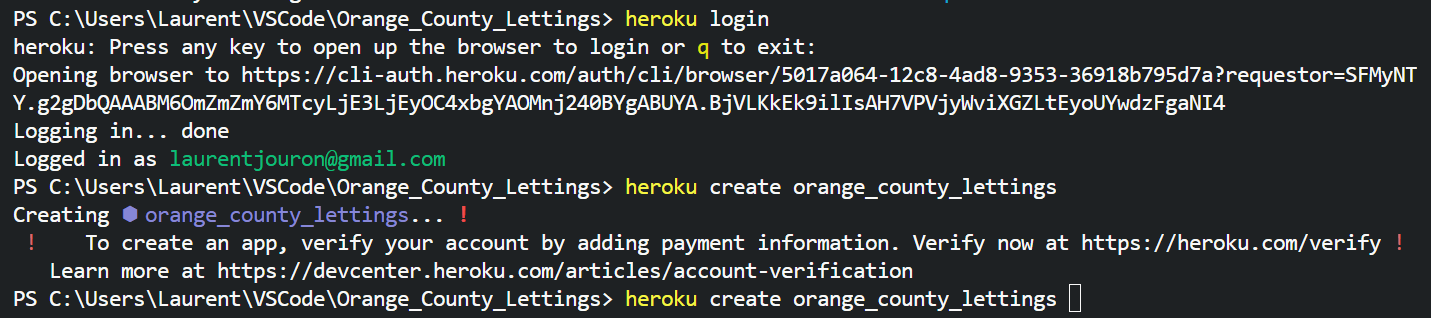 PS C:\Users\Laurent\VSCode\Orange_County_Lettings> heroku login
heroku: Press any key to open up the browser to login or q to exit:
Opening browser to https://cli-auth.heroku.com/auth/cli/browser/5017a064-12c8-4ad8-9353-36918b795d7a?requestor=SFMyNT
Y.g2gDbQAAABM6OmZmZmY6MTcyLjE3LjEyOC4xbgYAOMnj240BYgABUYA.BjVLKkEk9ilIsAH7VPVjyWviXGZLtEyoUYwdzFgaNI4
Logging in... done
Logged in as laurentjouron@gmail.com
PS C:\Users\Laurent\VSCode\Orange_County_Lettings> heroku create orange_county_lettings
Creating ⬢ orange_county_lettings... !
 !    To create an app, verify your account by adding payment information. Verify now at https://heroku.com/verify !
   Learn more at https://devcenter.heroku.com/articles/account-verification
PS C:\Users\Laurent\VSCode\Orange_County_Lettings> heroku create orange_county_lettings